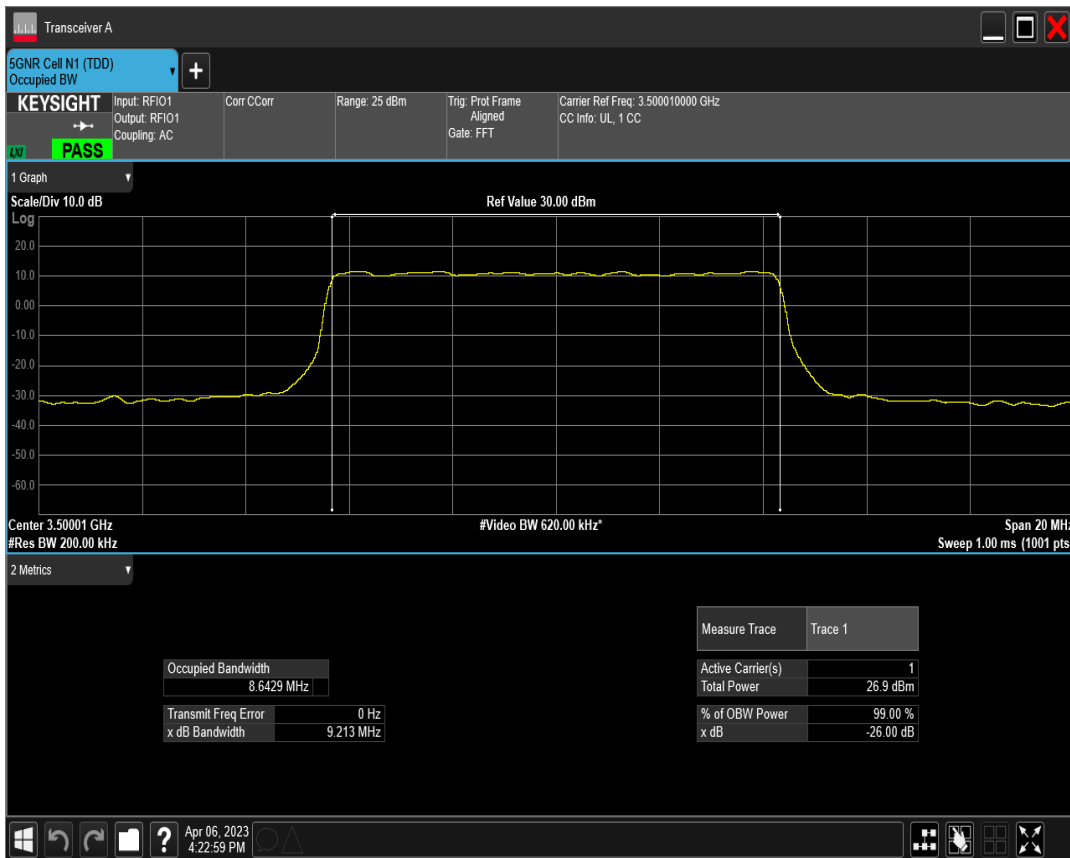 Transceiver A
5GNR Cell N1 (TDD)
Occupied BW
+
KEYSIGHT
LXI
PASS
Input: RFIO1
Output: RFIO1
Coupling: AC
Corr CCorr
Range: 25 dBm
Trig: Prot Frame
Aligned
Gate: FFT
Carrier Ref Freq: 3.500010000 GHz
CC Info: UL, 1 CC
1 Graph
Scale/Div 10.0 dB
Ref Value 30.00 dBm
Log
20.0
10.0
0.00
-10.0
-20.0
-30.0
-40.0
-50.0
-60.0
Center 3.50001 GHz
#Video BW 620.00 kHz*
Span 20 MHz
#Res BW 200.00 kHz
Sweep 1.00 ms (1001 pts
2 Metrics
Measure Trace Trace 1
Occupied Bandwidth
8.6429 MHz
Transmit Freq Error 0 Hz
x dB Bandwidth 9.213 MHz
Active Carrier(s) 1
Total Power 26.9 dBm
% of OBW Power 99.00 %
x dB -26.00 dB
?
Apr 06, 2023
4:22:59 PM